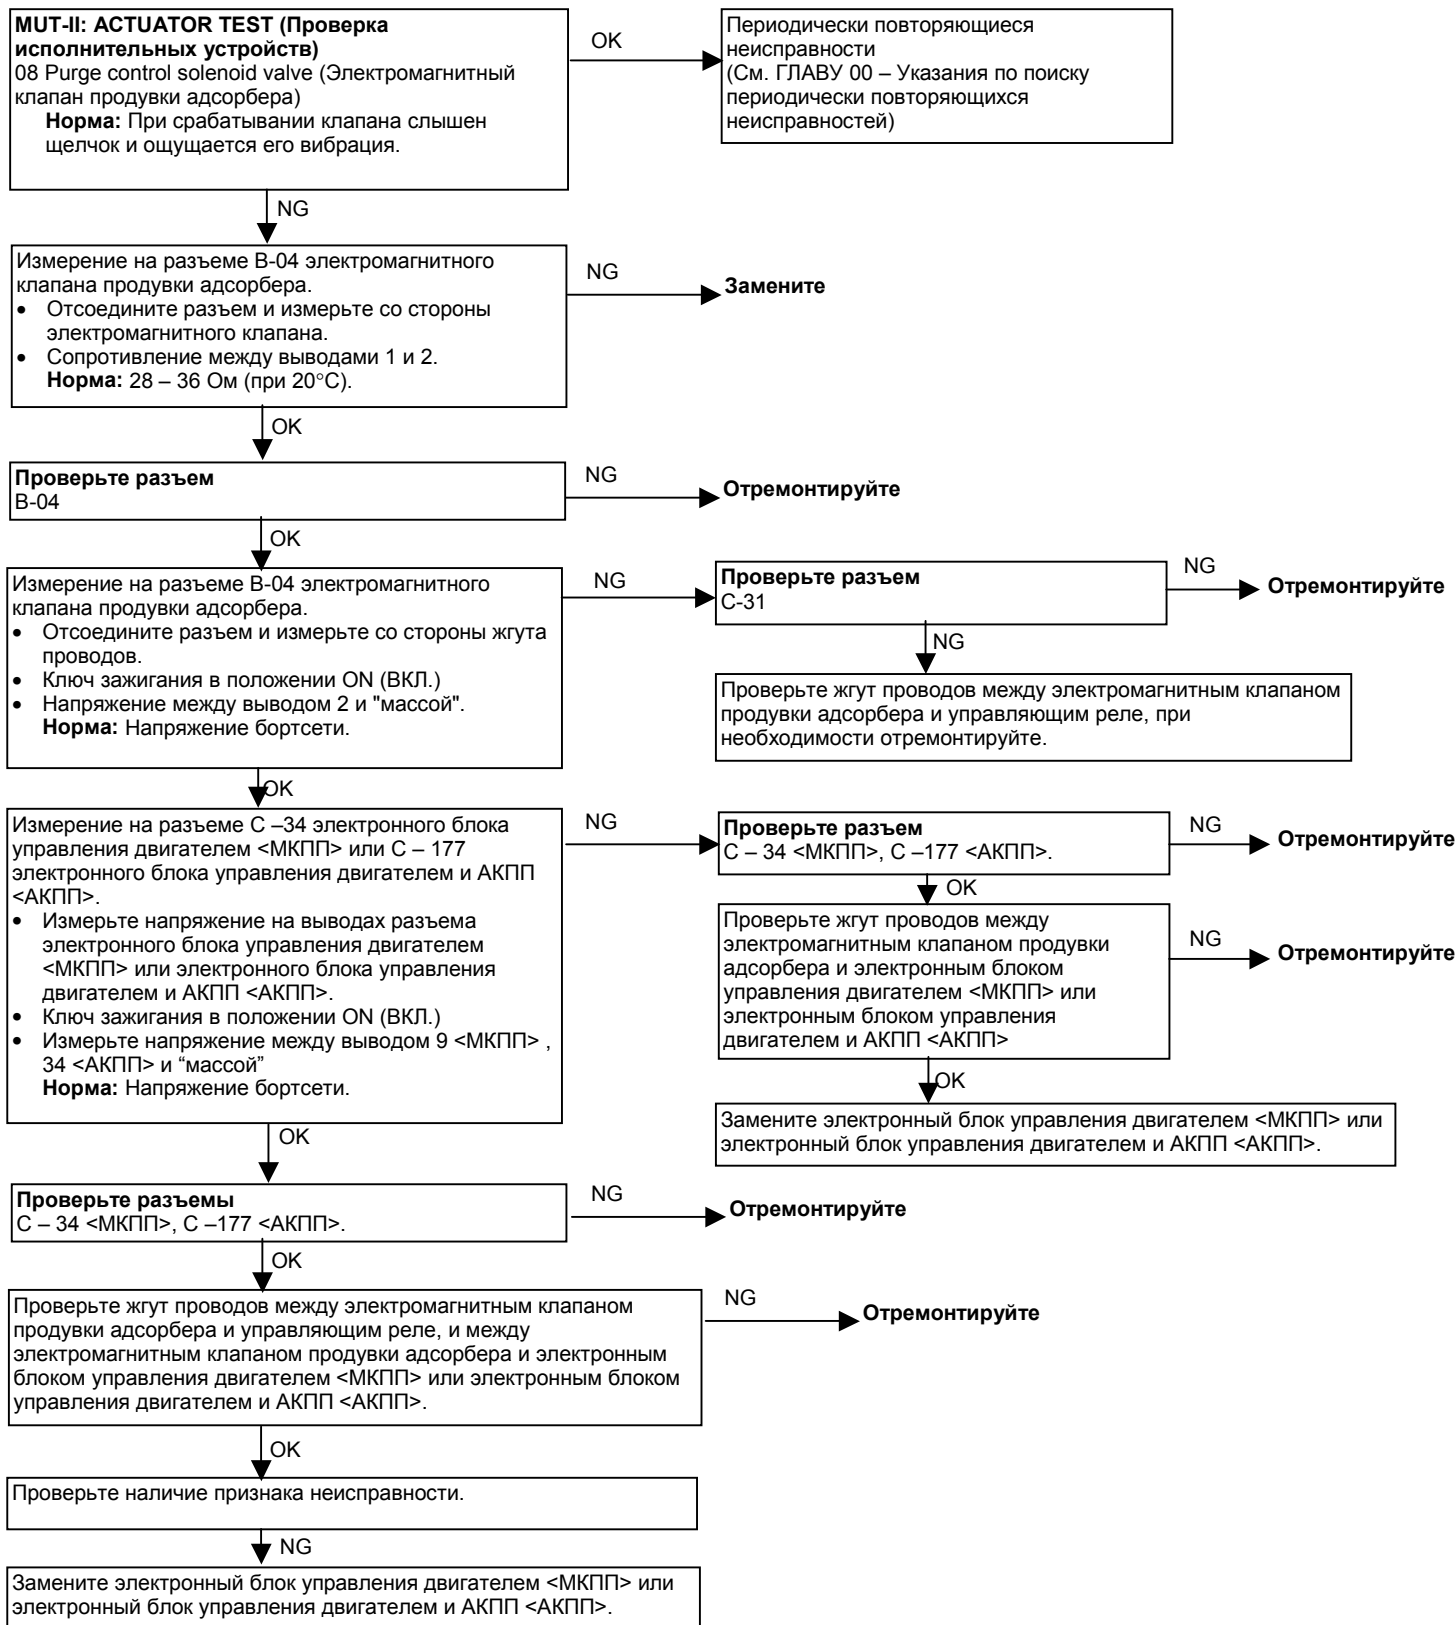 MUT-II: ACTUATOR TEST (Проверка
исполнительных устройств)
08 Purge control solenoid valve (Электромагнитный
клапан продувки адсорбера)
Норма: При срабатывании клапана слышен
щелчок и ощущается его вибрация.
OK
Периодически повторяющиеся
неисправности
(См. ГЛАВУ 00 – Указания по поиску
периодически повторяющихся
неисправностей)
NG
Измерение на разъеме B-04 электромагнитного
клапана продувки адсорбера.
• Отсоедините разъем и измерьте со стороны
электромагнитного клапана.
• Сопротивление между выводами 1 и 2.
Норма: 28 – 36 Ом (при 20°C).
NG
Замените
OK
Проверьте разъем
B-04
NG
Отремонтируйте
OK
Измерение на разъеме B-04 электромагнитного
клапана продувки адсорбера.
• Отсоедините разъем и измерьте со стороны жгута
проводов.
• Ключ зажигания в положении ON (ВКЛ.)
• Напряжение между выводом 2 и "массой".
Норма: Напряжение бортсети.
NG
Проверьте разъем
C-31
NG
Отремонтируйте
NG
Проверьте жгут проводов между электромагнитным клапаном
продувки адсорбера и управляющим реле, при
необходимости отремонтируйте.
OK
Измерение на разъеме C –34 электронного блока
управления двигателем <МКПП> или C – 177
электронного блока управления двигателем и АКПП
<АКПП>.
• Измерьте напряжение на выводах разъема
электронного блока управления двигателем
<МКПП> или электронного блока управления
двигателем и АКПП <АКПП>.
• Ключ зажигания в положении ON (ВКЛ.)
• Измерьте напряжение между выводом 9 <МКПП> ,
34 <АКПП> и “массой”
Норма: Напряжение бортсети.
NG
Проверьте разъем
C – 34 <МКПП>, C –177 <АКПП>.
NG
Отремонтируйте
OK
Проверьте жгут проводов между
электромагнитным клапаном продувки
адсорбера и электронным блоком
управления двигателем <МКПП> или
электронным блоком управления
двигателем и АКПП <АКПП>
NG
Отремонтируйте
OK
Замените электронный блок управления двигателем <МКПП> или
электронный блок управления двигателем и АКПП <АКПП>.
OK
Проверьте разъемы
C – 34 <МКПП>, C –177 <АКПП>.
NG
Отремонтируйте
OK
Проверьте жгут проводов между электромагнитным клапаном
продувки адсорбера и управляющим реле, и между
электромагнитным клапаном продувки адсорбера и электронным
блоком управления двигателем <МКПП> или электронным блоком
управления двигателем и АКПП <АКПП>.
NG
Отремонтируйте
OK
Проверьте наличие признака неисправности.
NG
Замените электронный блок управления двигателем <МКПП> или
электронный блок управления двигателем и АКПП <АКПП>.